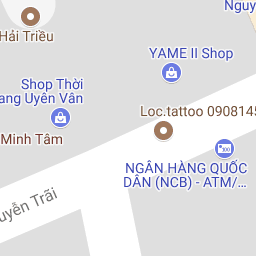 Nguy
Hải Triều
YAME II Shop
Shop Thời
ang Uyên Vân
Loc.tattoo 0908145
Minh Tâm
NGÂN HÀNG QUỐC
DÂN (NCB) - ATM/...
uyễn Trãi